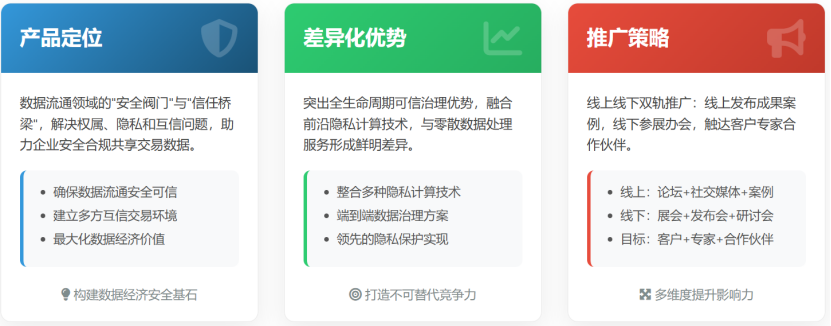 产品定位
数据流通领域的"安全阀门"与"信任桥
梁"，解决权属、隐私和互信问题，助
力企业安全合规共享交易数据。
• 确保数据流通安全可信
• 建立多方互信交易环境
• 最大化数据经济价值
构建数据经济安全基石
差异化优势
突出全生命周期可信治理优势，融合
前沿隐私计算技术，与零散数据处理
服务形成鲜明差异。
• 整合多种隐私计算技术
• 端到端数据治理方案
• 领先的隐私保护实现
打造不可替代竞争力
推广策略
线上线下双轨推广：线上发布成果案
例，线下参展办会，触达客户专家合
作伙伴。
• 线上：论坛+社交媒体+案例
• 线下：展会+发布会+研讨会
• 目标：客户+专家+合作伙伴
多维度提升影响力